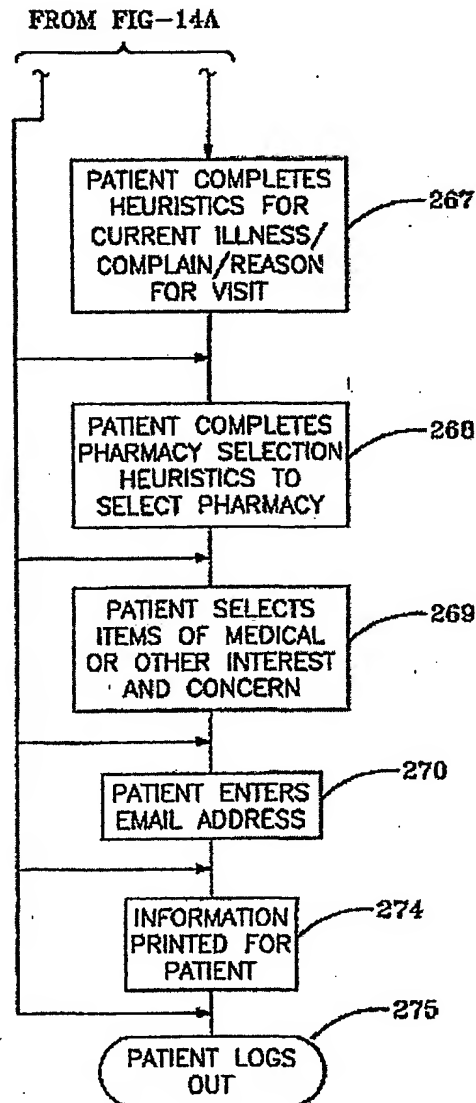 FROM FIG-14A
PATIENT COMPLETES
HEURISTICS FOR
CURRENT ILLNESS/
COMPLAIN/REASON
FOR VISIT
267
PATIENT COMPLETES
PHARMACY SELECTION
HEURISTICS TO
SELECT PHARMACY
268
PATIENT SELECTS
ITEMS OF MEDICAL
OR OTHER INTEREST
AND CONCERN
269
PATIENT ENTERS
EMAIL ADDRESS
270
INFORMATION
PRINTED FOR
PATIENT
274
PATIENT LOGS
OUT
275